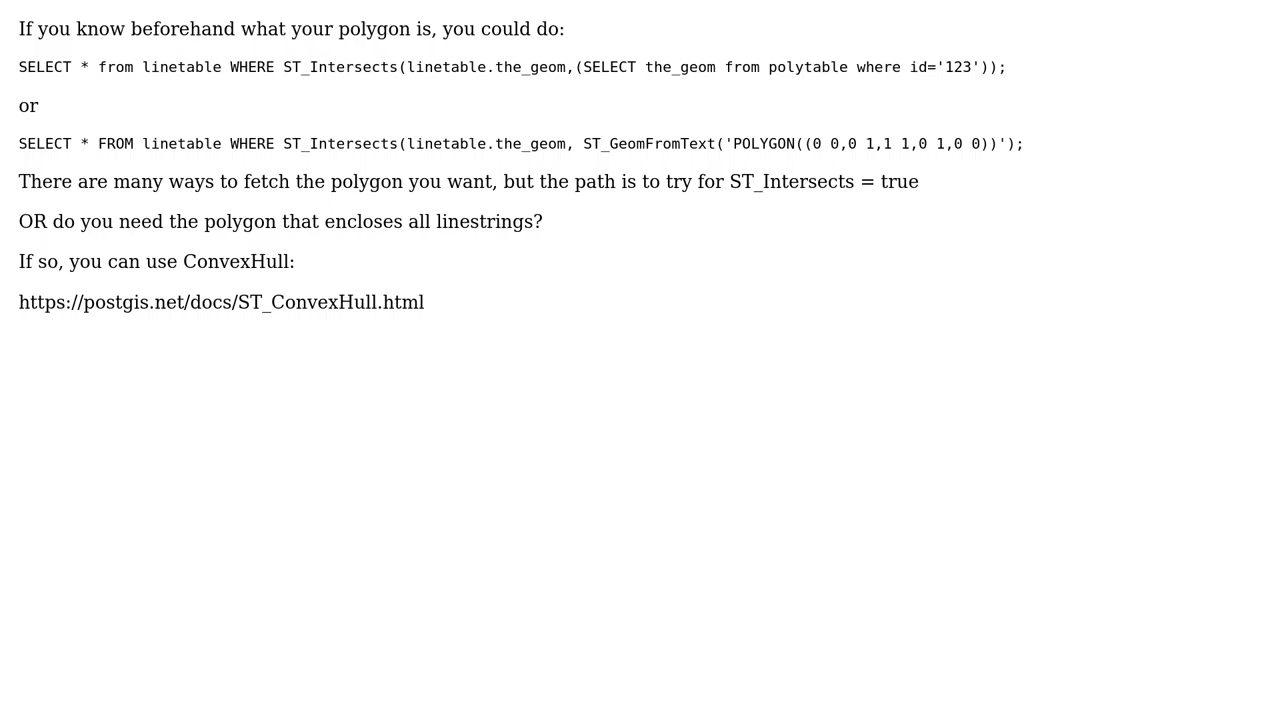 If you know beforehand what your polygon is, you could do:
SELECT * from linetable WHERE ST_Intersects(linetable.the_geom,(SELECT the_geom from polytable where id='123'));
or
SELECT * FROM linetable WHERE ST_Intersects(linetable.the_geom, ST_GeomFromText('POLYGON((0 0,0 1,1 1,0 1,0 0))');
There are many ways to fetch the polygon you want, but the path is to try for ST_Intersects = true
OR do you need the polygon that encloses all linestrings?
If so, you can use ConvexHull:
https://postgis.net/docs/ST_ConvexHull.html